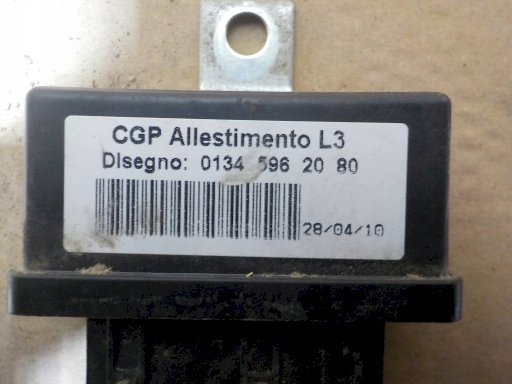 CGP Allestimento L3
Disegno: 0134 596 20 80
28/04/10